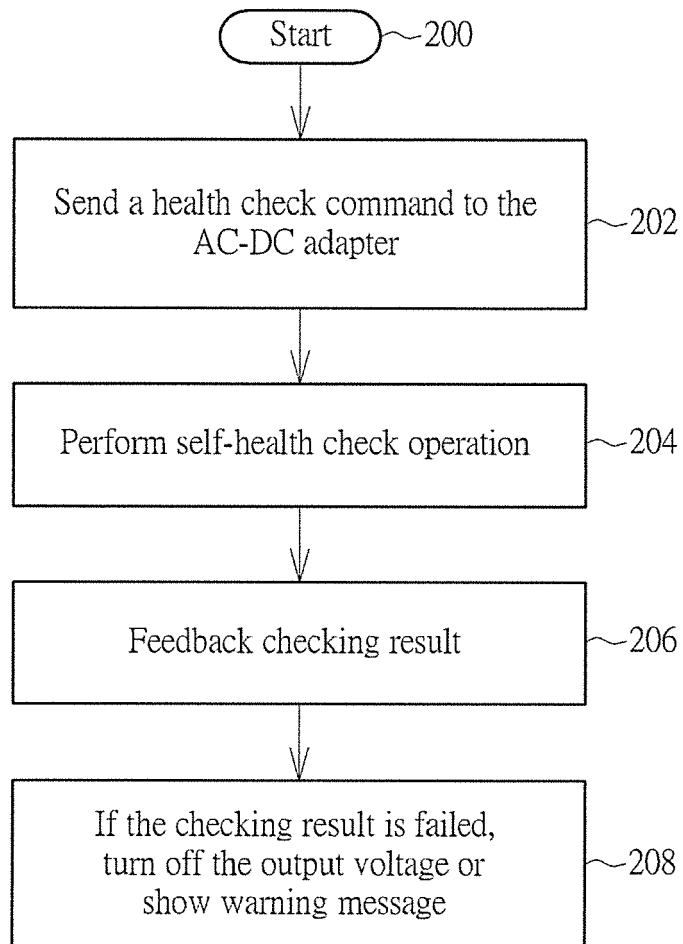 Start
200
Send a health check command to the
AC-DC adapter
202
Perform self-health check operation
204
Feedback checking result
206
If the checking result is failed,
turn off the output voltage or
show warning message
208